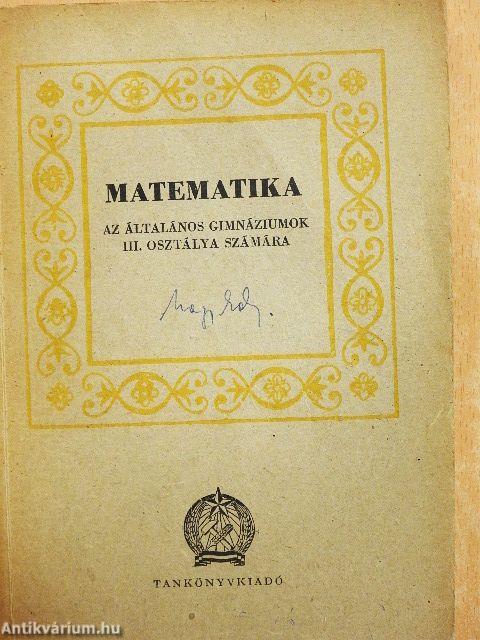 MATEMATIKA
AZ ÁLTALÁNOS GIMNÁZIUMOK
III. OSZTÁLYA SZÁMÁRA
TANKÖNYVKIADÓ
Antikvárium.hu